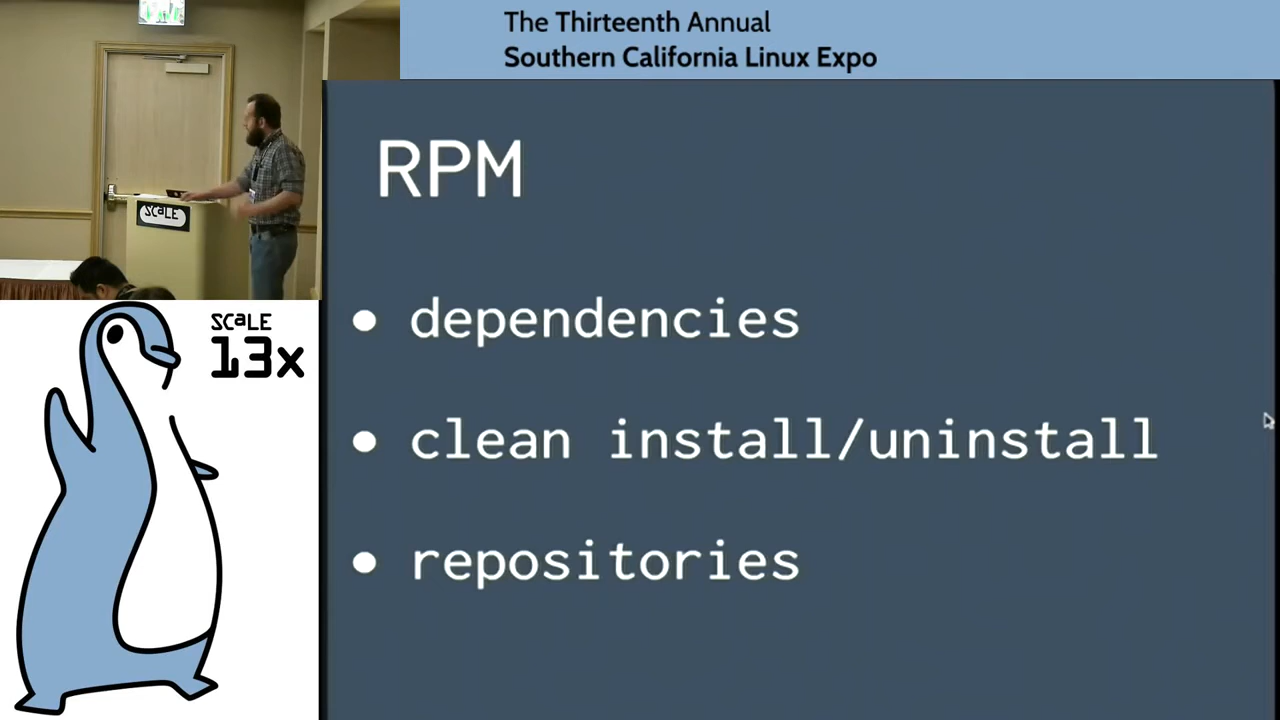 The Thirteenth Annual
Southern California Linux Expo
SCALE
RPM
• dependencies
• clean install/uninstall
• repositories
SCALE
13x